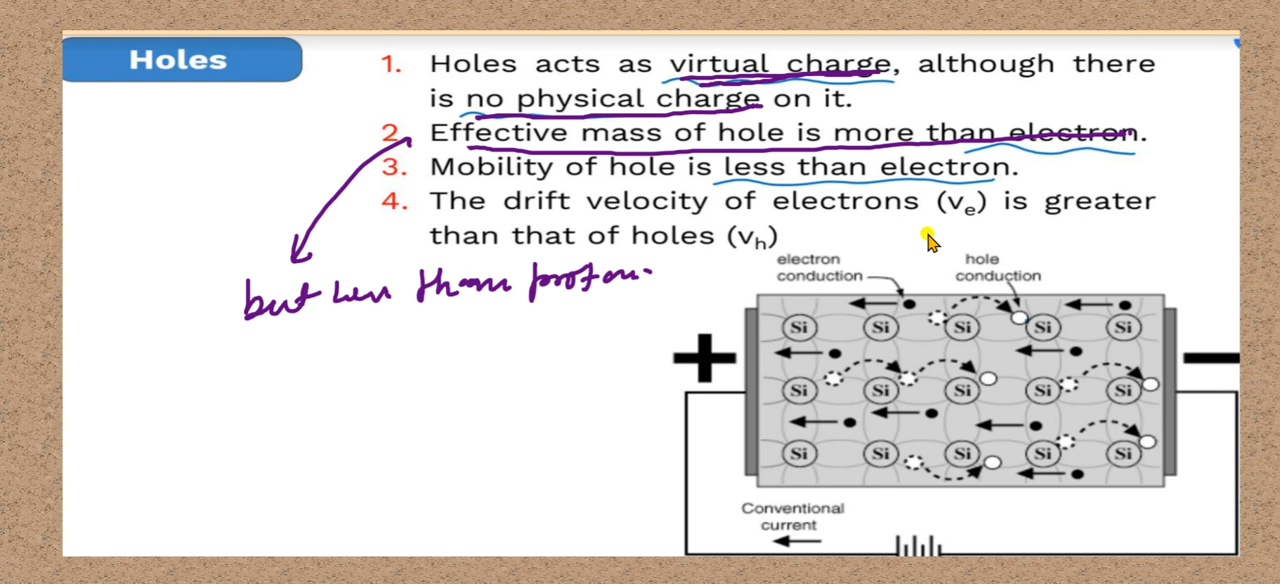 Holes
1. Holes acts as virtual charge, although there
is no physical charge on it.
2. Effective mass of hole is more than electron.
3. Mobility of hole is less than electron.
4. The drift velocity of electrons (vₑ) is greater
than that of holes (vₕ)
but less than proton.
electron
conduction
hole
conduction
Si Si Si Si Si
+ −
Si Si Si Si Si
Si Si Si Si Si
Conventional
current